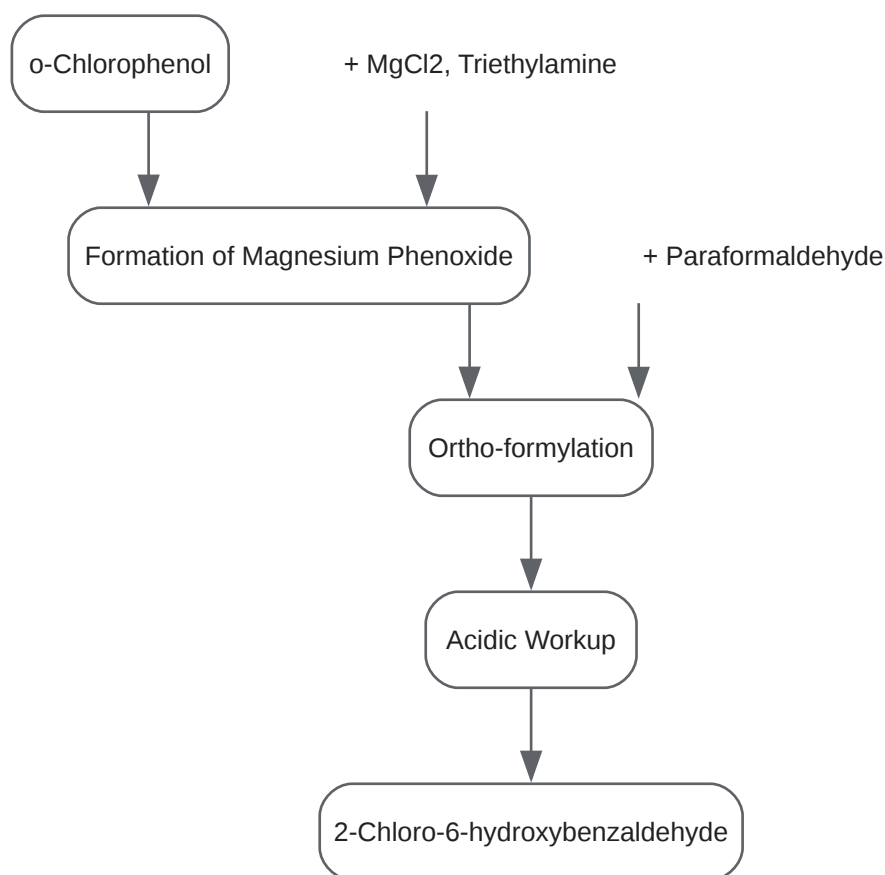 o-Chlorophenol
+ MgCl2, Triethylamine
Formation of Magnesium Phenoxide
+ Paraformaldehyde
Ortho-formylation
Acidic Workup
2-Chloro-6-hydroxybenzaldehyde